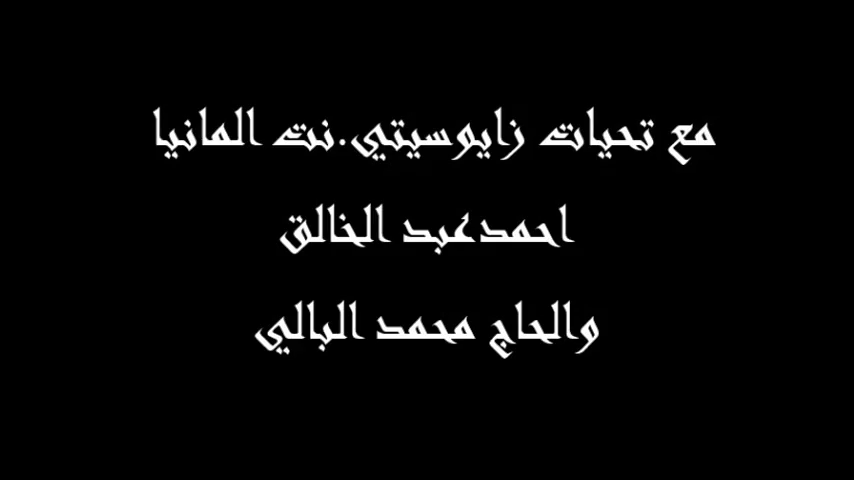 مع تحيات زايوسيتي.نت المانيا
احمدعبد الخالق
والحاج محمد البالي